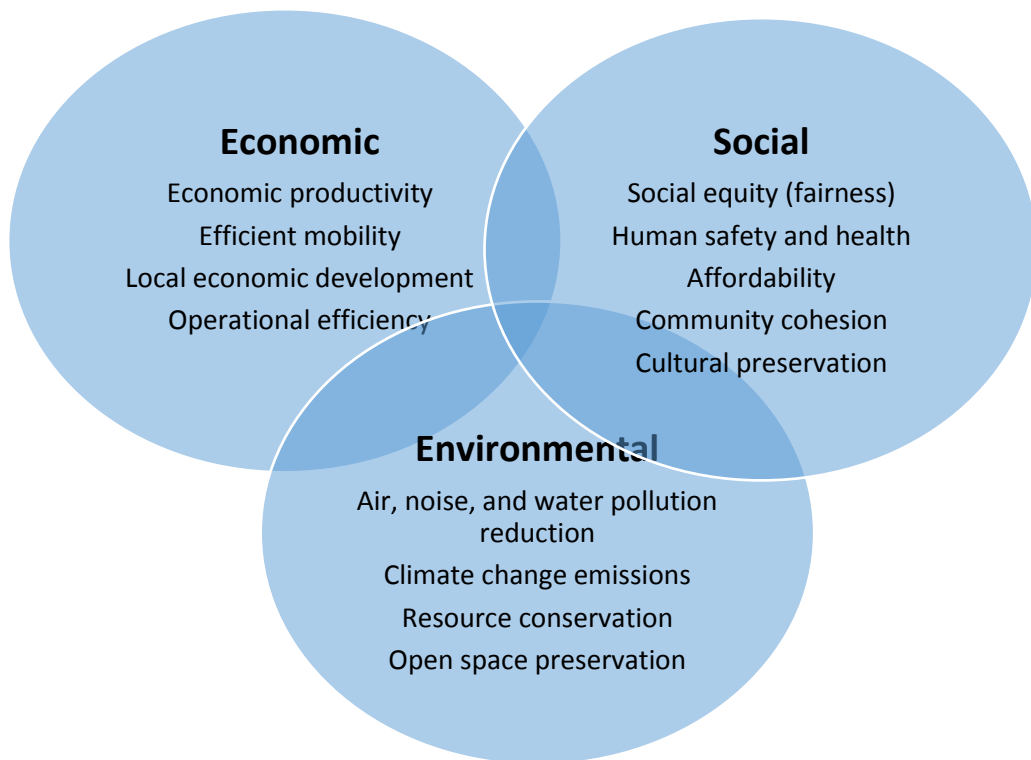 Economic
Economic productivity
Efficient mobility
Local economic development
Operational efficiency
Social
Social equity (fairness)
Human safety and health
Affordability
Community cohesion
Cultural preservation
Environmental
Air, noise, and water pollution
reduction
Climate change emissions
Resource conservation
Open space preservation